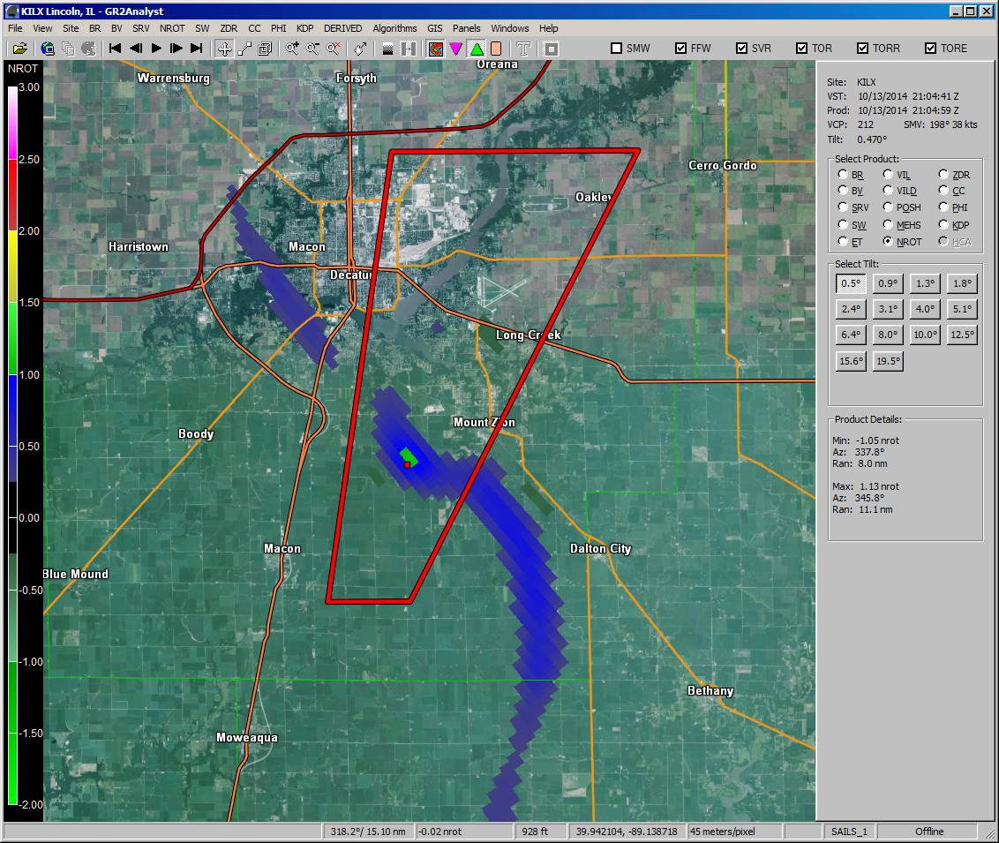 KILX Lincoln, IL - GR2Analyst
File View Site BR BV SRV NROT SW ZDR CC PHI KDP DERIVED Algorithms GIS Panels Windows Help
SMW FFW SVR TOR TORR TORE
NROT
3.00
2.50
2.00
1.50
1.00
0.50
0.00
-0.50
-1.00
-1.50
-2.00
Oreana
Warrensburg
Forsyth
Cerro Gordo
Oakley
Harristown
Macon
Decatur
Long Creek
Mount Zion
Boody
Macon
Dalton City
Blue Mound
Bethany
Moweaqua
Site: KILX
VST: 10/13/2014 21:04:41 Z
Prod: 10/13/2014 21:04:59 Z
VCP: 212 SMV: 198° 38 kts
Tilt: 0.470°
Select Product:
BR VIL ZDR
BV VILD CC
SRV POSH PHI
SW MEHS KDP
ET NROT HCA
Select Tilt:
0.5° 0.9° 1.3° 1.8°
2.4° 3.1° 4.0° 5.1°
6.4° 8.0° 10.0° 12.5°
15.6° 19.5°
Product Details:
Min: -1.05 nrot
Az: 337.8°
Ran: 8.0 nm
Max: 1.13 nrot
Az: 345.8°
Ran: 11.1 nm
318.2°/ 15.10 nm -0.02 nrot 928 ft 39.942104, -89.138718 45 meters/pixel SAILS_1 Offline